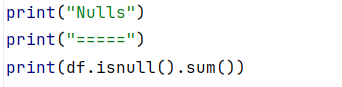 print("Nulls")
print("=====")
print(df.isnull().sum())